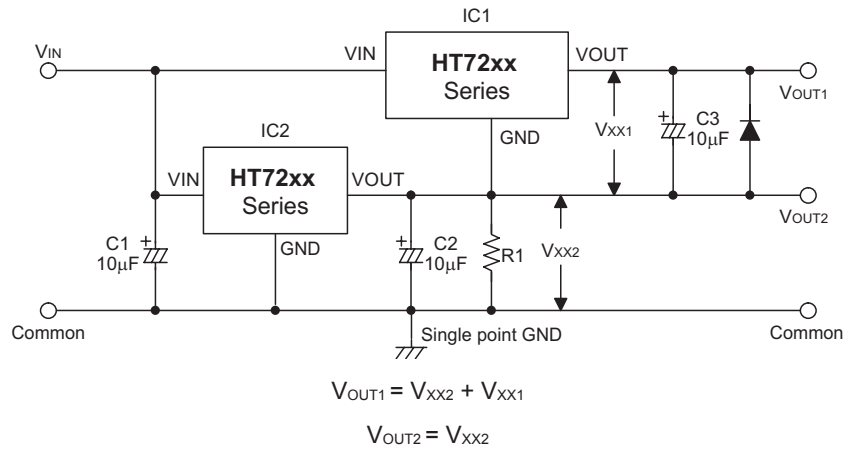 IC1
VIN
VIN
HT72xx
Series
VOUT
GND
VOUT1
VXX1
C3
+
10μF
IC2
VIN
HT72xx
Series
VOUT
GND
VOUT2
C1
+
10μF
C2
+
10μF
R1
VXX2
Common
Single point GND
Common
VOUT1 = VXX2 + VXX1
VOUT2 = VXX2